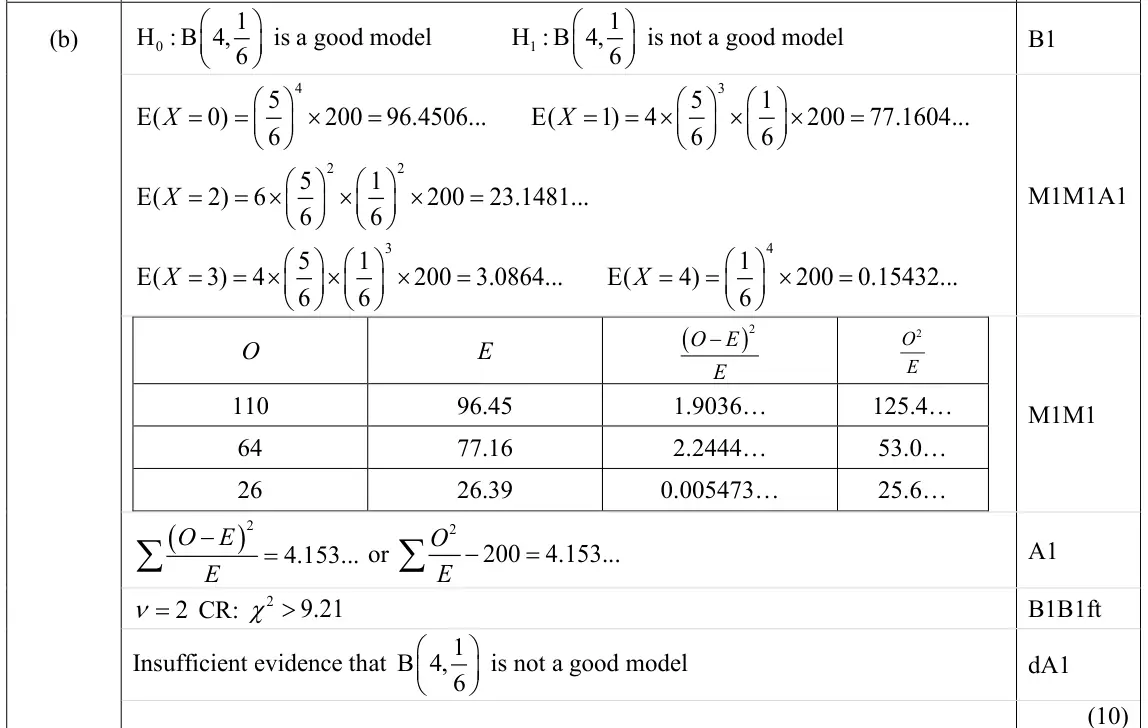 (b) H₀ : B(4, 1/6) is a good model H₁ : B(4, 1/6) is not a good model B1
E(X = 0) = (5/6)⁴ × 200 = 96.4506... E(X = 1) = 4 × (5/6)³ × (1/6) × 200 = 77.1604...
E(X = 2) = 6 × (5/6)² × (1/6)² × 200 = 23.1481... M1M1A1
E(X = 3) = 4 × (5/6) × (1/6)³ × 200 = 3.0864... E(X = 4) = (1/6)⁴ × 200 = 0.15432...
O E (O − E)²/E O²/E
110 96.45 1.9036… 125.4…
64 77.16 2.2444… 53.0… M1M1
26 26.39 0.005473… 25.6…
∑ (O − E)²/E = 4.153... or ∑ O²/E − 200 = 4.153... A1
ν = 2 CR: χ² > 9.21 B1B1ft
Insufficient evidence that B(4, 1/6) is not a good model dA1
(10)